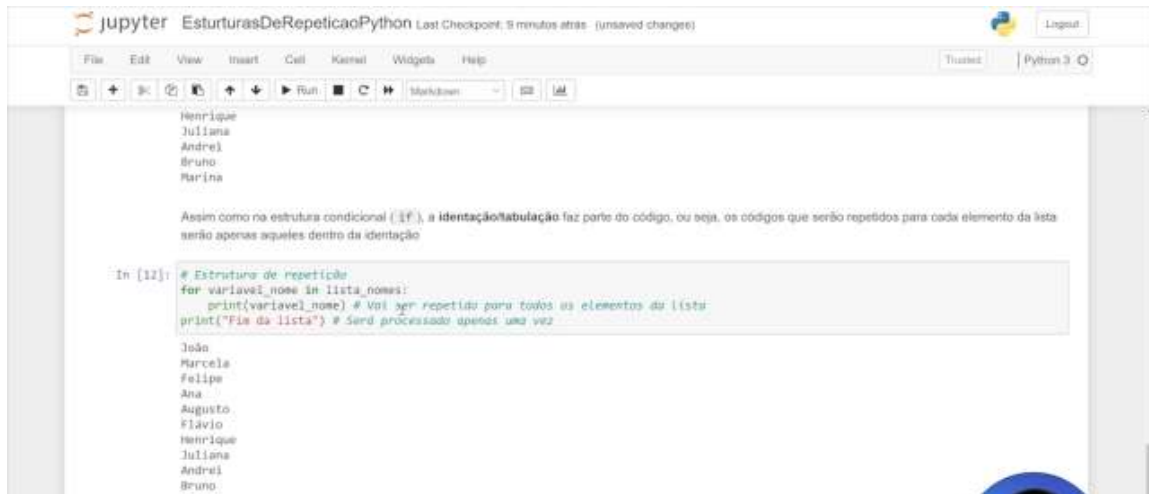 jupyter EsturturasDeRepeticaoPython Last Checkpoint: 9 minutos atrás (unsaved changes)
Logout
File Edit View Insert Cell Kernel Widgets Help
Trusted
Python 3
Run
Markdown
Henrique
Juliana
Andrei
Bruno
Marina
Assim como na estrutura condicional ( if ), a identação/tabulação faz parte do código, ou seja, os códigos que serão repetidos para cada elemento da lista
serão apenas aqueles dentro da identação
In [12]: # Estrutura de repetição
for variavel_nome in lista_nomes:
print(variavel_nome) # Vai ser repetido para todos os elementos da lista
print("Fim da lista") # Será processado apenas uma vez
João
Marcela
Felipe
Ana
Augusto
Flávio
Henrique
Juliana
Andrei
Bruno